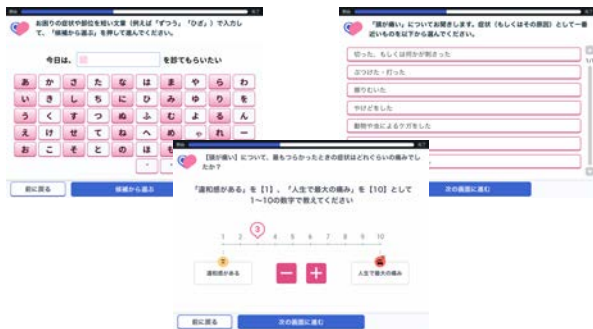 お困りの症状や部位を短い文章(例えば「ずつう」「ひざ」)で入力し
て、「候補から選ぶ」を押して進んでください。
今日は、
を診てもらいたい
あ か さ た な は ま や ら わ
い き し ち に ひ み ゆ り を
う く す つ ぬ ふ む よ る ん
え け せ て ね へ め ゃ れ ー
お こ そ と の ほ
前に戻る
候補から選ぶ
「頭が痛い」についてお聞きします。症状(もしくはその原因)として一番
近いものを以下から選んでください。
切った、もしくは何かが刺さった
ぶつけた・打った
振りむいた
やけどをした
動物や虫によるケガをした
次の画面に進む
【頭が痛い】について、最もつらかったときの症状はどれくらいの痛みでし
たか?
「違和感がある」を【1】、「人生で最大の痛み」を【10】として
1~10の数字で教えてください
1 2 3 4 5 6 7 8 9 10
違和感がある
人生で最大の痛み
前に戻る
次の画面に進む